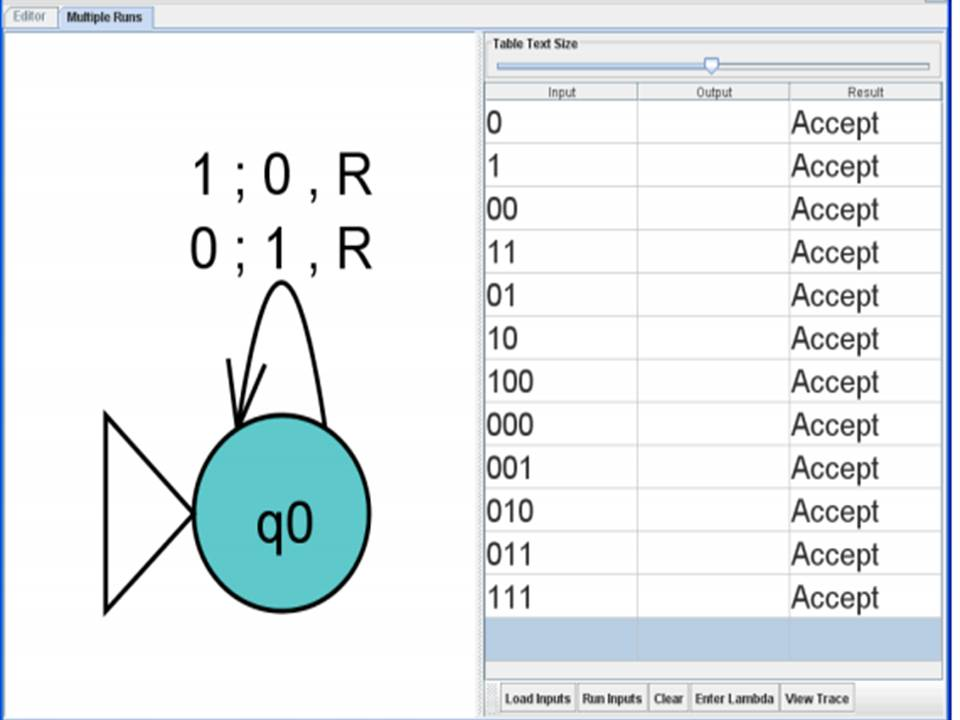 Editor Multiple Runs
Table Text Size
Input Output Result
1 ; 0 , R
0 ; 1 , R
q0
0 Accept
1 Accept
00 Accept
11 Accept
01 Accept
10 Accept
100 Accept
000 Accept
001 Accept
010 Accept
011 Accept
111 Accept
Load Inputs Run Inputs Clear Enter Lambda View Trace